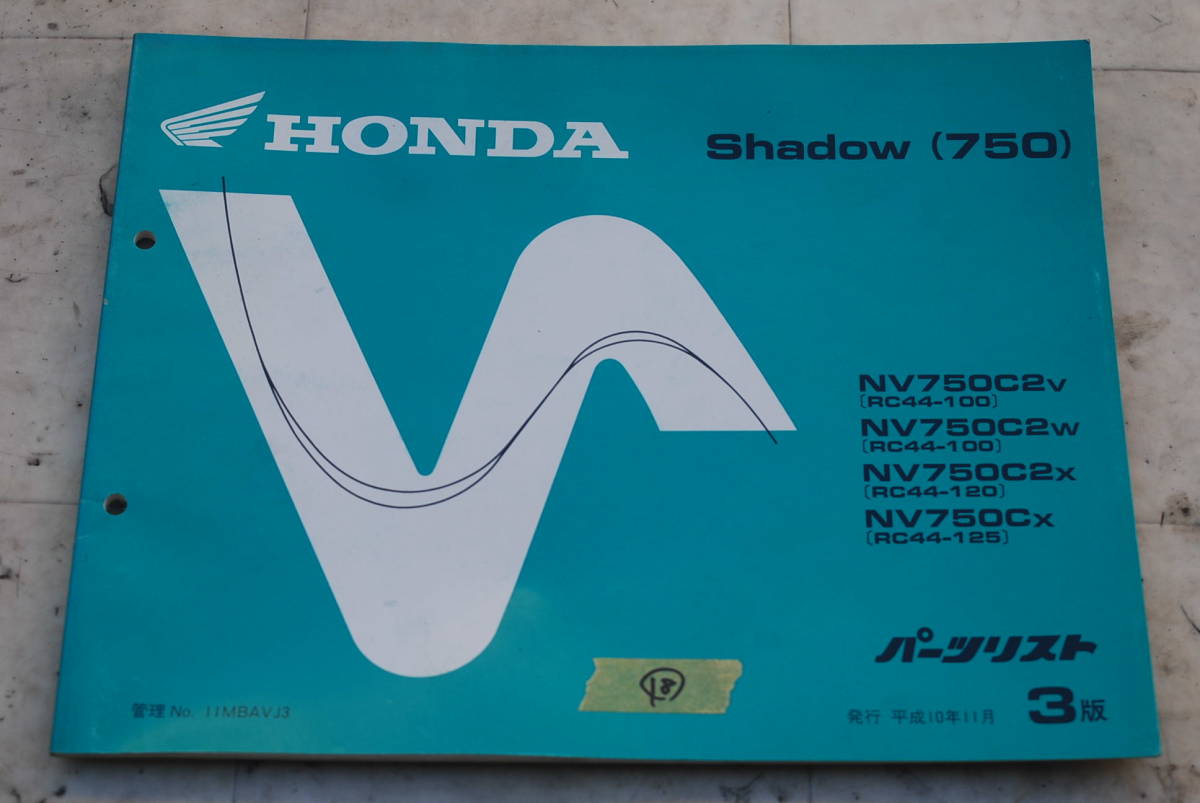 HONDA
Shadow (750)
NV750C2V
〔RC44-100〕
NV750C2W
〔RC44-100〕
NV750C2X
〔RC44-120〕
NV750CX
〔RC44-125〕
パーツリスト
管理 No. 11MBAVJ3
発行 平成10年11月 3版